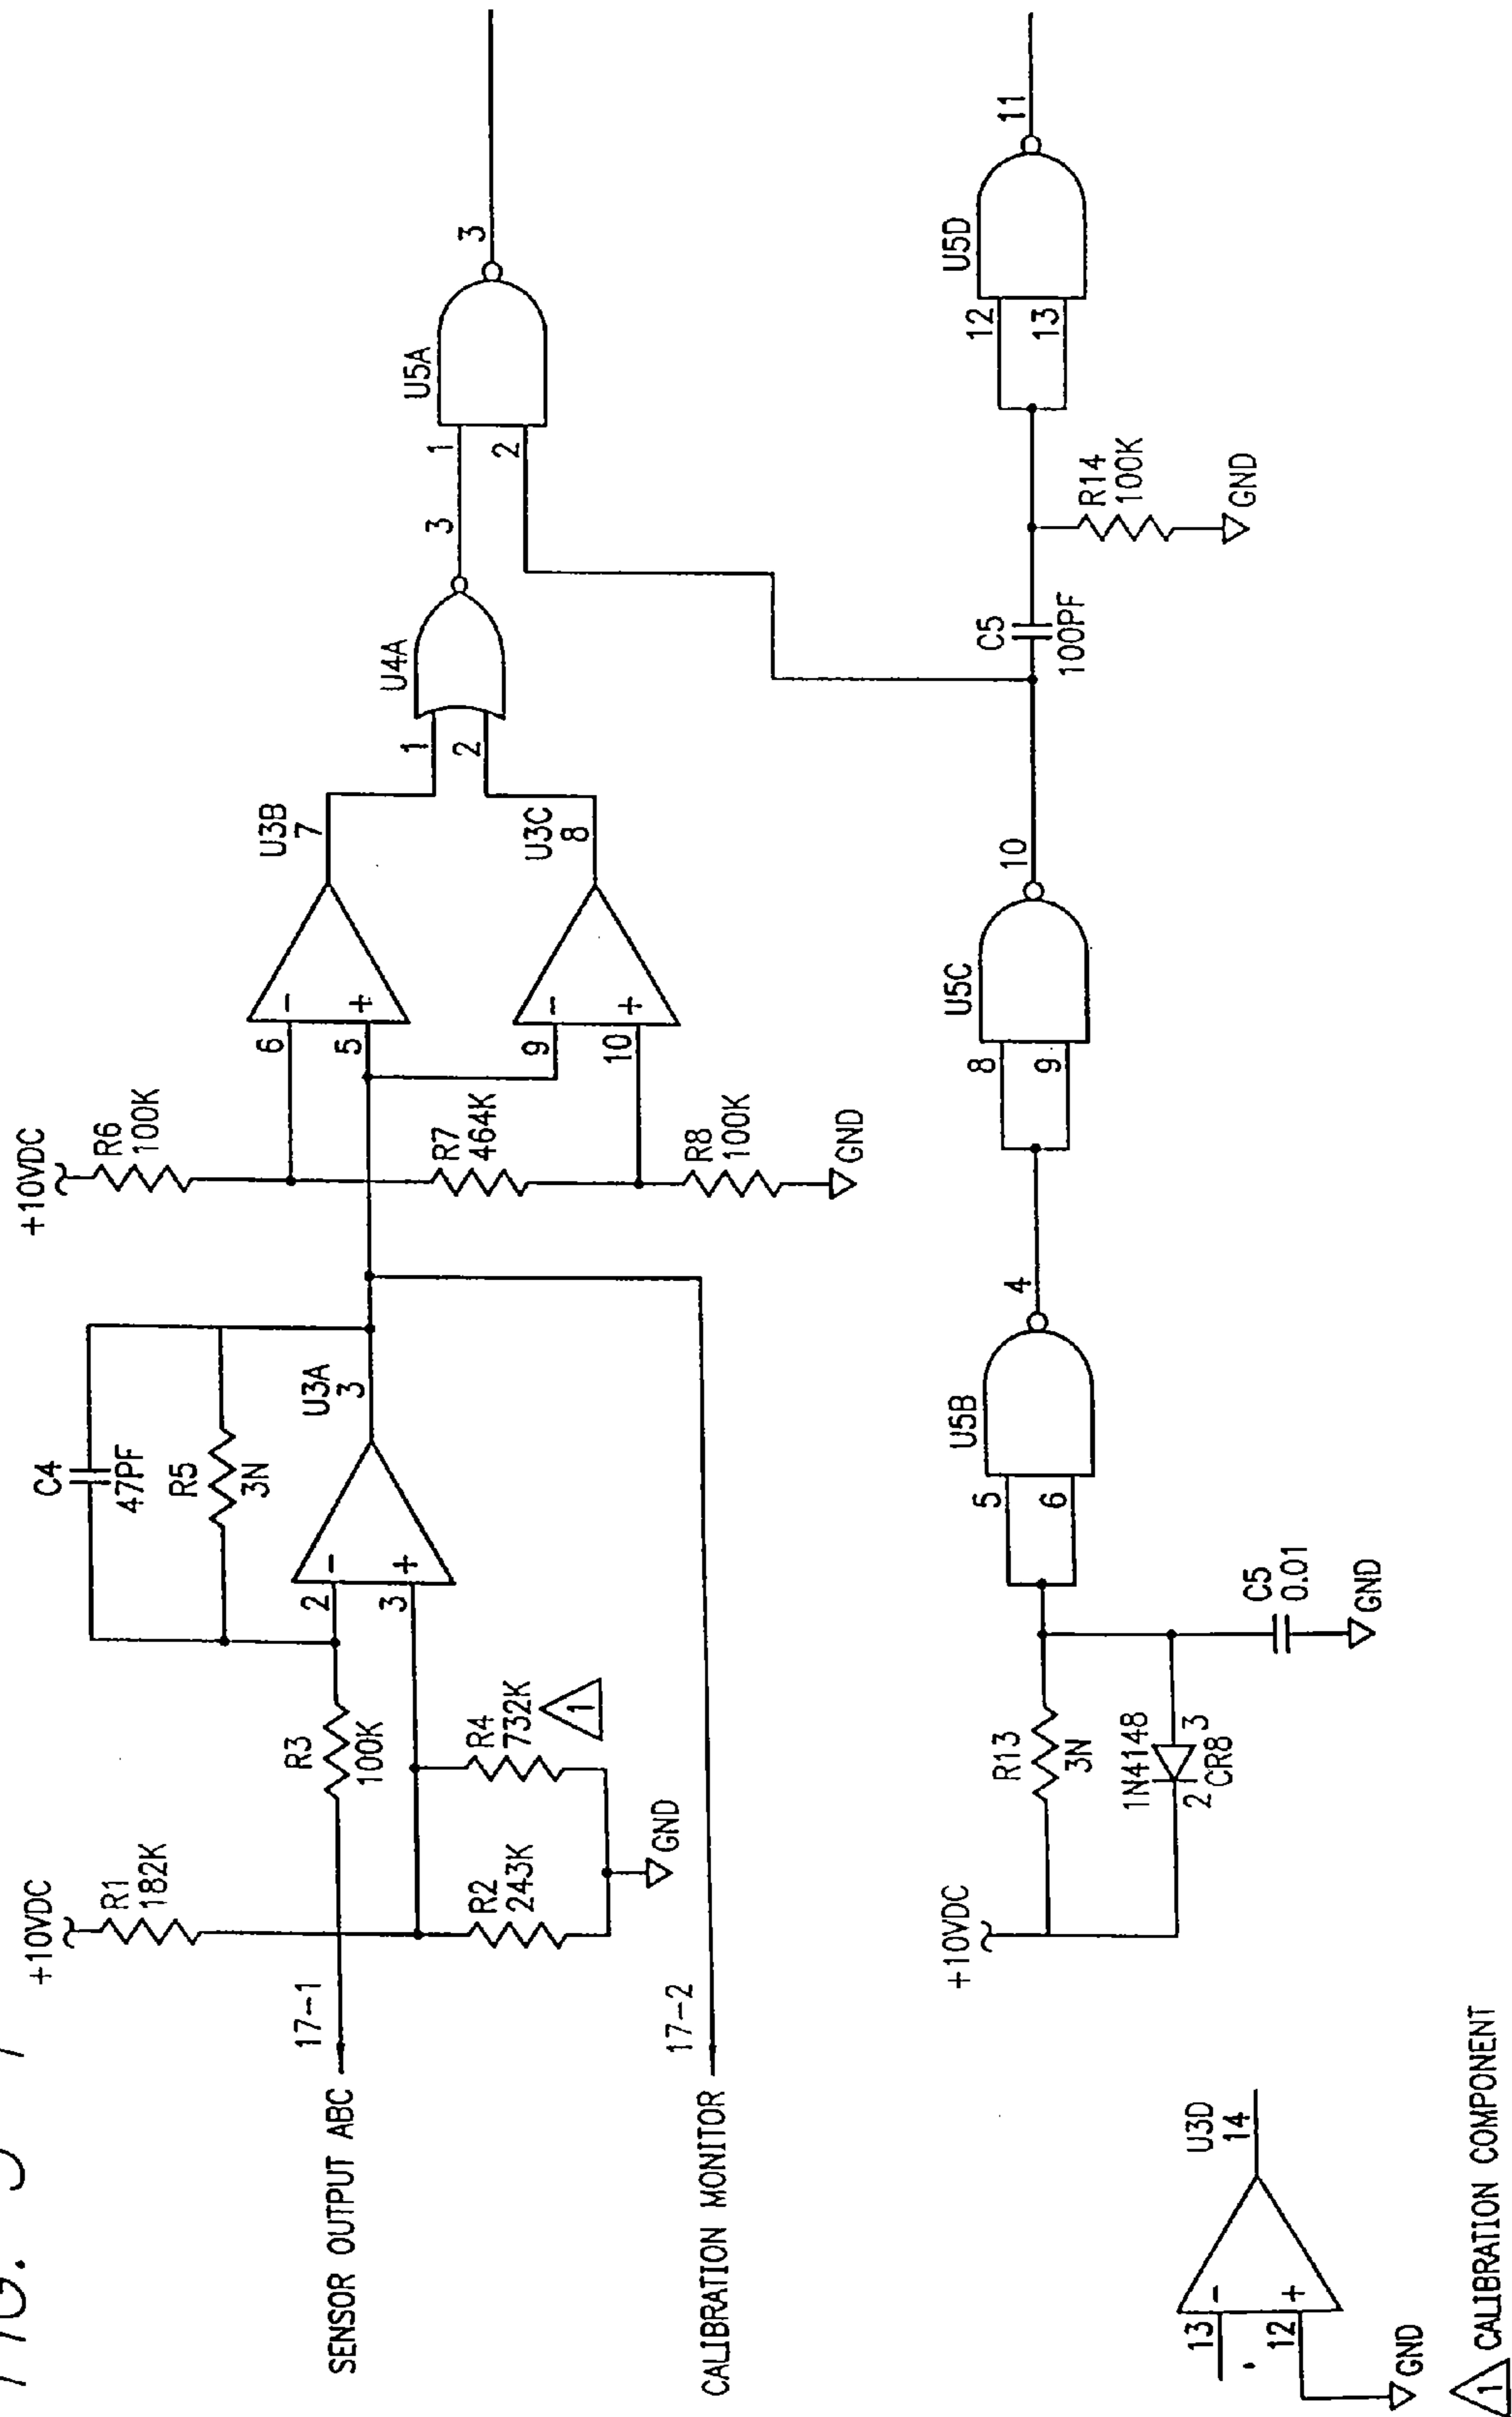 +10VDC
R1
182K
17-1
SENSOR OUTPUT ABC
R3
100K
R2
243K
R4
732K
1
GND
C4
47PF
R5
3N
2
3
-
+
U3A
3
17-2
CALIBRATION MONITOR
+10VDC
R6
100K
R7
464K
R8
100K
GND
6
5
-
+
U3B
7
9
10
-
+
U3C
8
1
2
U4A
3
1
2
U5A
3
+10VDC
R13
3N
1N4148
2
3
CR8
C5
0.01
GND
5
6
U5B
4
8
9
U5C
10
C5
100PF
R14
100K
GND
12
13
U5D
11
13
12
-
+
U3D
14
GND
1 CALIBRATION COMPONENT